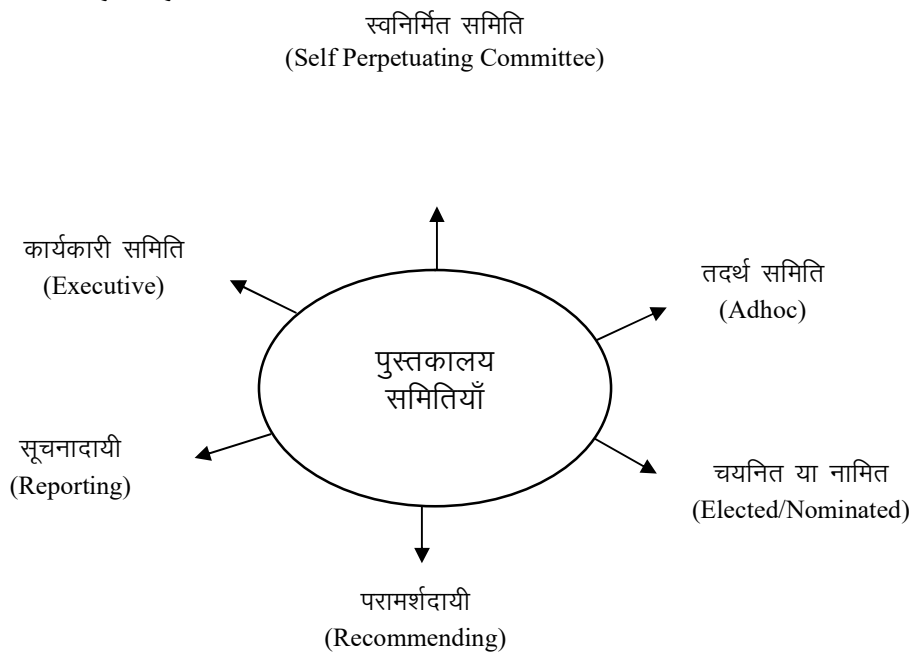 स्वनिर्मित समिति
(Self Perpetuating Committee)
कार्यकारी समिति
(Executive)
तदर्थ समिति
(Adhoc)
पुस्तकालय
समितियाँ
सूचनादायी
(Reporting)
चयनित या नामित
(Elected/Nominated)
परामर्शदायी
(Recommending)